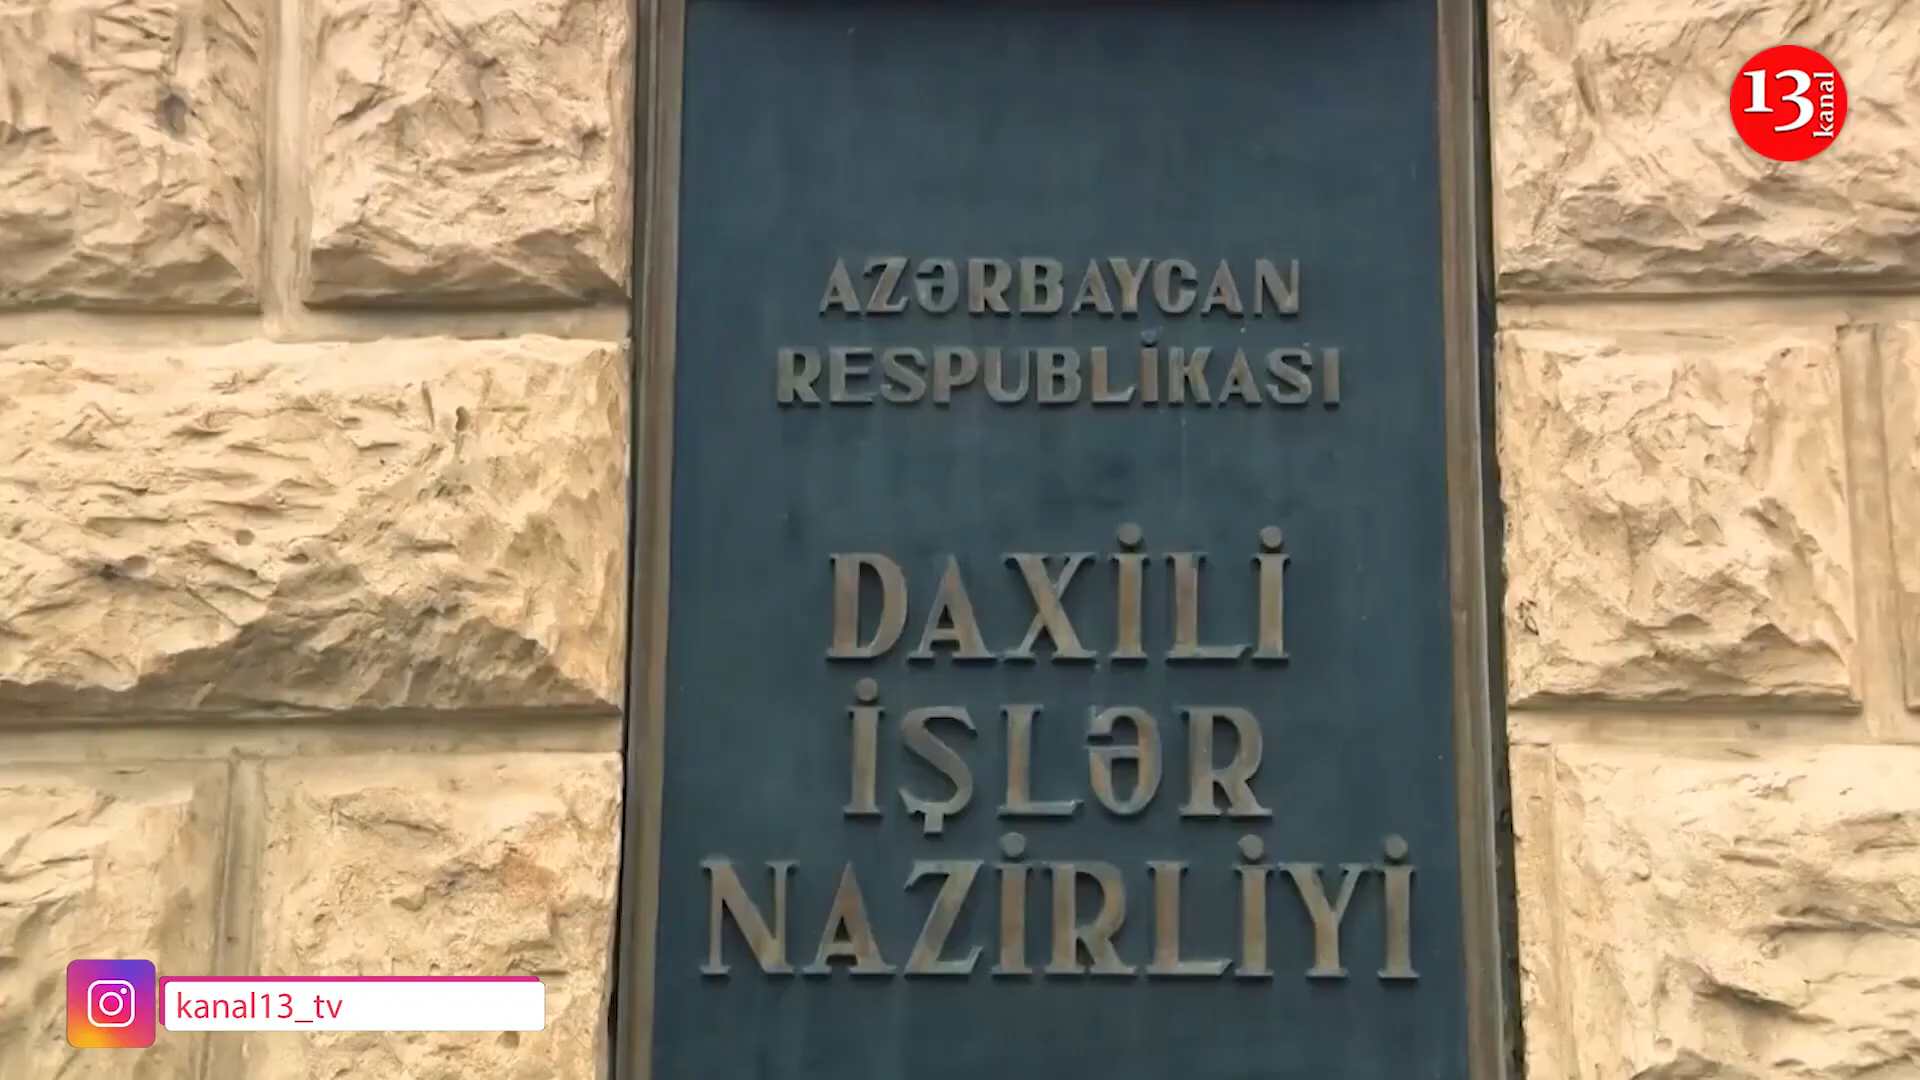 13 kanal
AZƏRBAYCAN
RESPUBLİKASI
DAXİLİ
İŞLƏR
NAZİRLİYİ
kanal13_tv